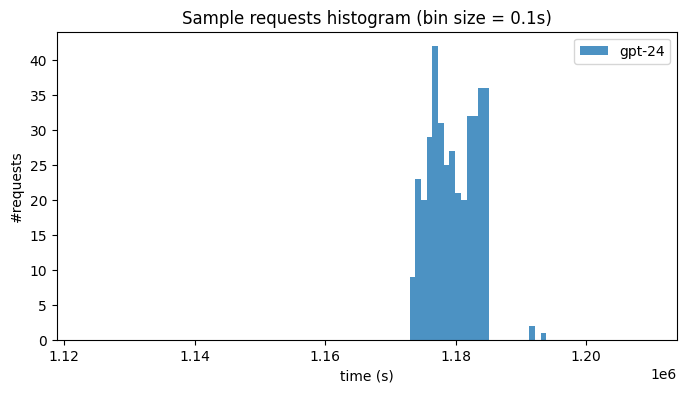 Sample requests histogram (bin size = 0.1s)
gpt-24
#requests
40
35
30
25
20
15
10
5
0
1.12 1.14 1.16 1.18 1.20
1e6
time (s)